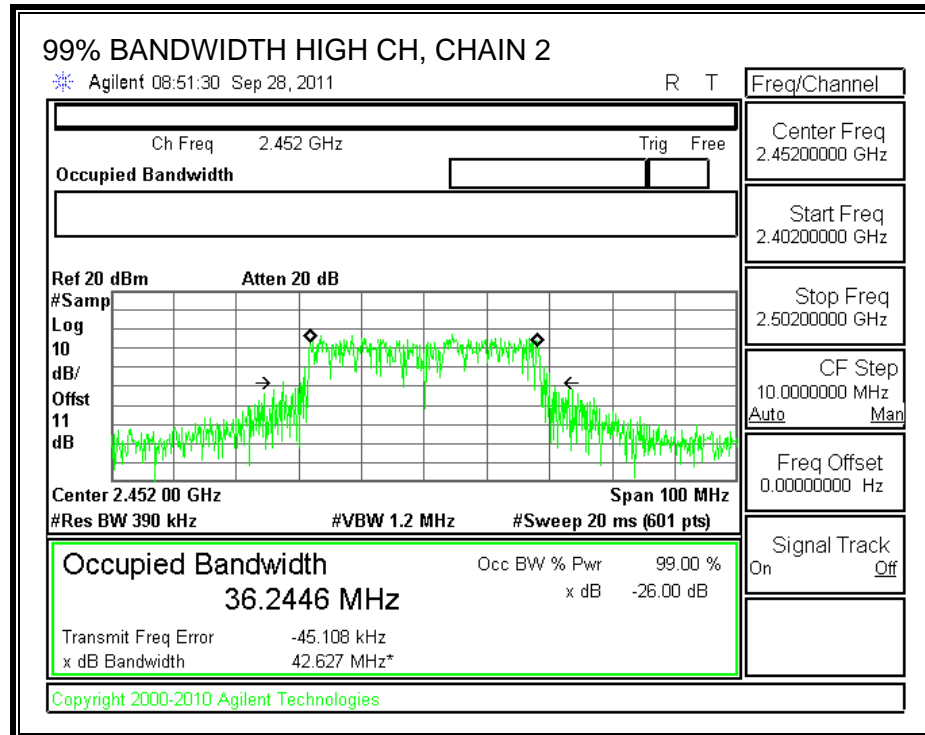 99% BANDWIDTH HIGH CH, CHAIN 2
Agilent 08:51:30 Sep 28, 2011 R T
Freq/Channel
Ch Freq 2.452 GHz Trig Free
Occupied Bandwidth
Center Freq
2.45200000 GHz
Start Freq
2.40200000 GHz
Stop Freq
2.50200000 GHz
CF Step
10.0000000 MHz
Auto Man
Freq Offset
0.00000000 Hz
Signal Track
On Off
Ref 20 dBm Atten 20 dB
#Samp
Log
10
dB/
Offst
11
dB
Center 2.452 00 GHz Span 100 MHz
#Res BW 390 kHz #VBW 1.2 MHz #Sweep 20 ms (601 pts)
Occupied Bandwidth
36.2446 MHz
Occ BW % Pwr 99.00 %
x dB -26.00 dB
Transmit Freq Error -45.108 kHz
x dB Bandwidth 42.627 MHz*
Copyright 2000-2010 Agilent Technologies